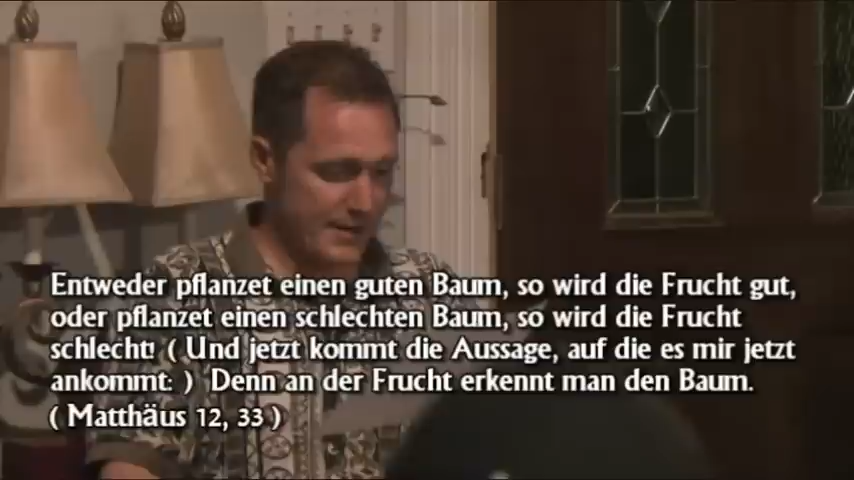 Entweder pflanzet einen guten Baum, so wird die Frucht gut,
oder pflanzet einen schlechten Baum, so wird die Frucht
schlecht! ( Und jetzt kommt die Aussage, auf die es mir jetzt
ankommt: ) Denn an der Frucht erkennt man den Baum.
( Matthäus 12, 33 )